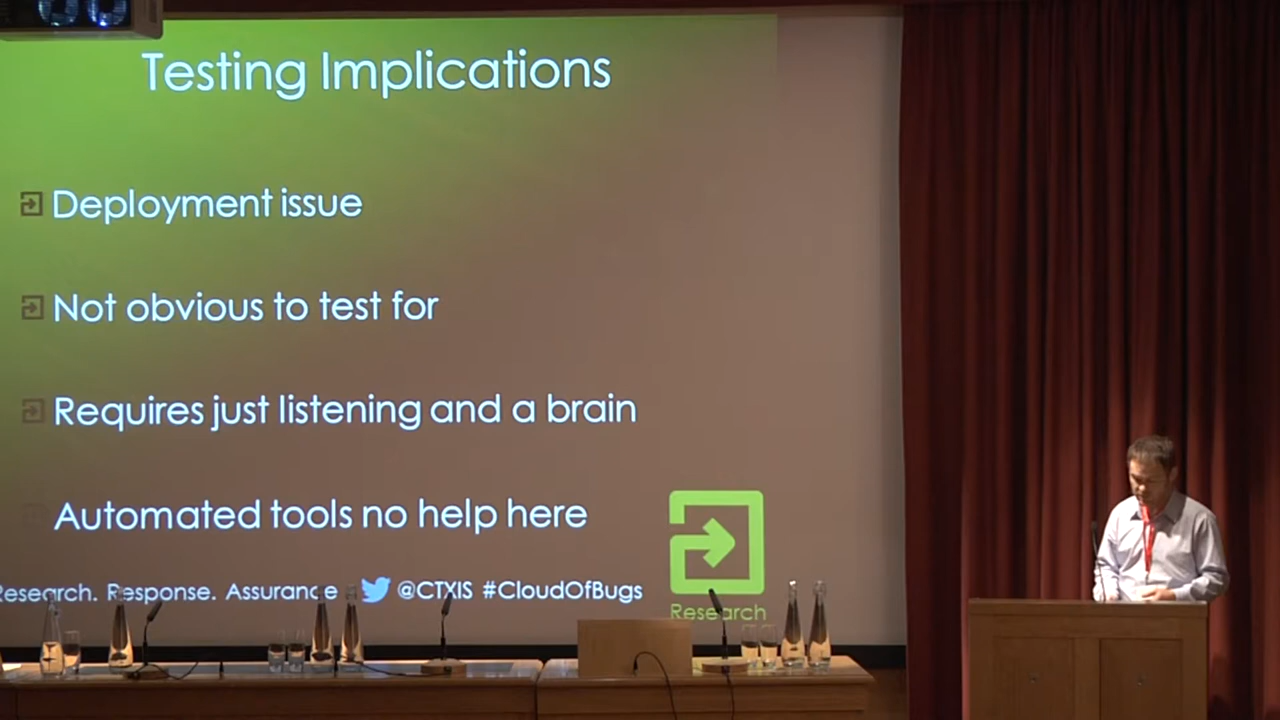 Testing Implications
Deployment issue
Not obvious to test for
Requires just listening and a brain
Automated tools no help here
Research. Response. Assurance @CTXIS #CloudOfBugs
Research